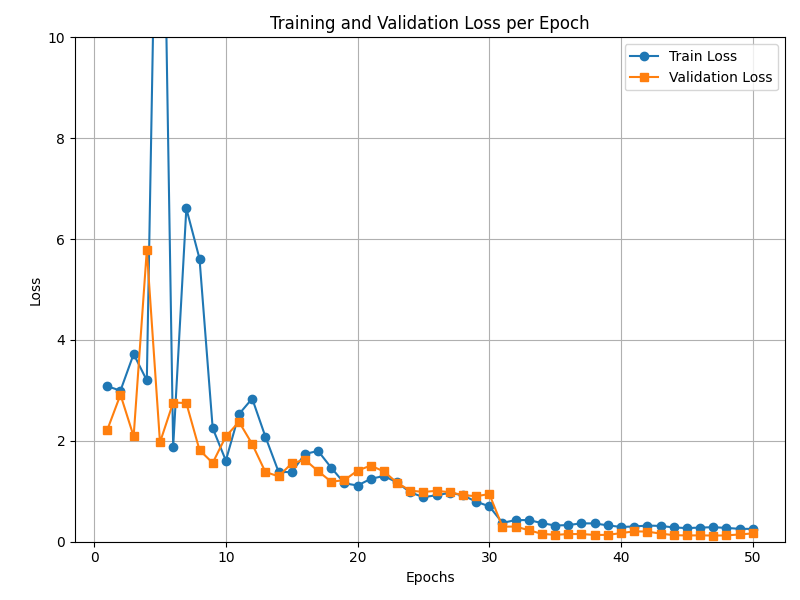 Training and Validation Loss per Epoch
Train Loss
Validation Loss
Loss
10
8
6
4
2
0
0 10 20 30 40 50
Epochs